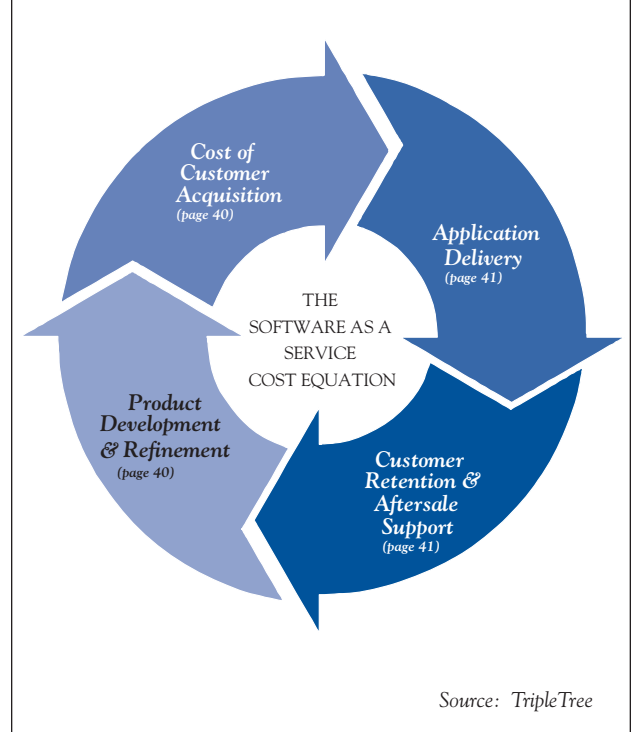 Cost of
Customer
Acquisition
(page 40)
Application
Delivery
(page 41)
THE
SOFTWARE AS A
SERVICE
COST EQUATION
Product
Development
& Refinement
(page 40)
Customer
Retention &
Aftersale
Support
(page 41)
Source: TripleTree